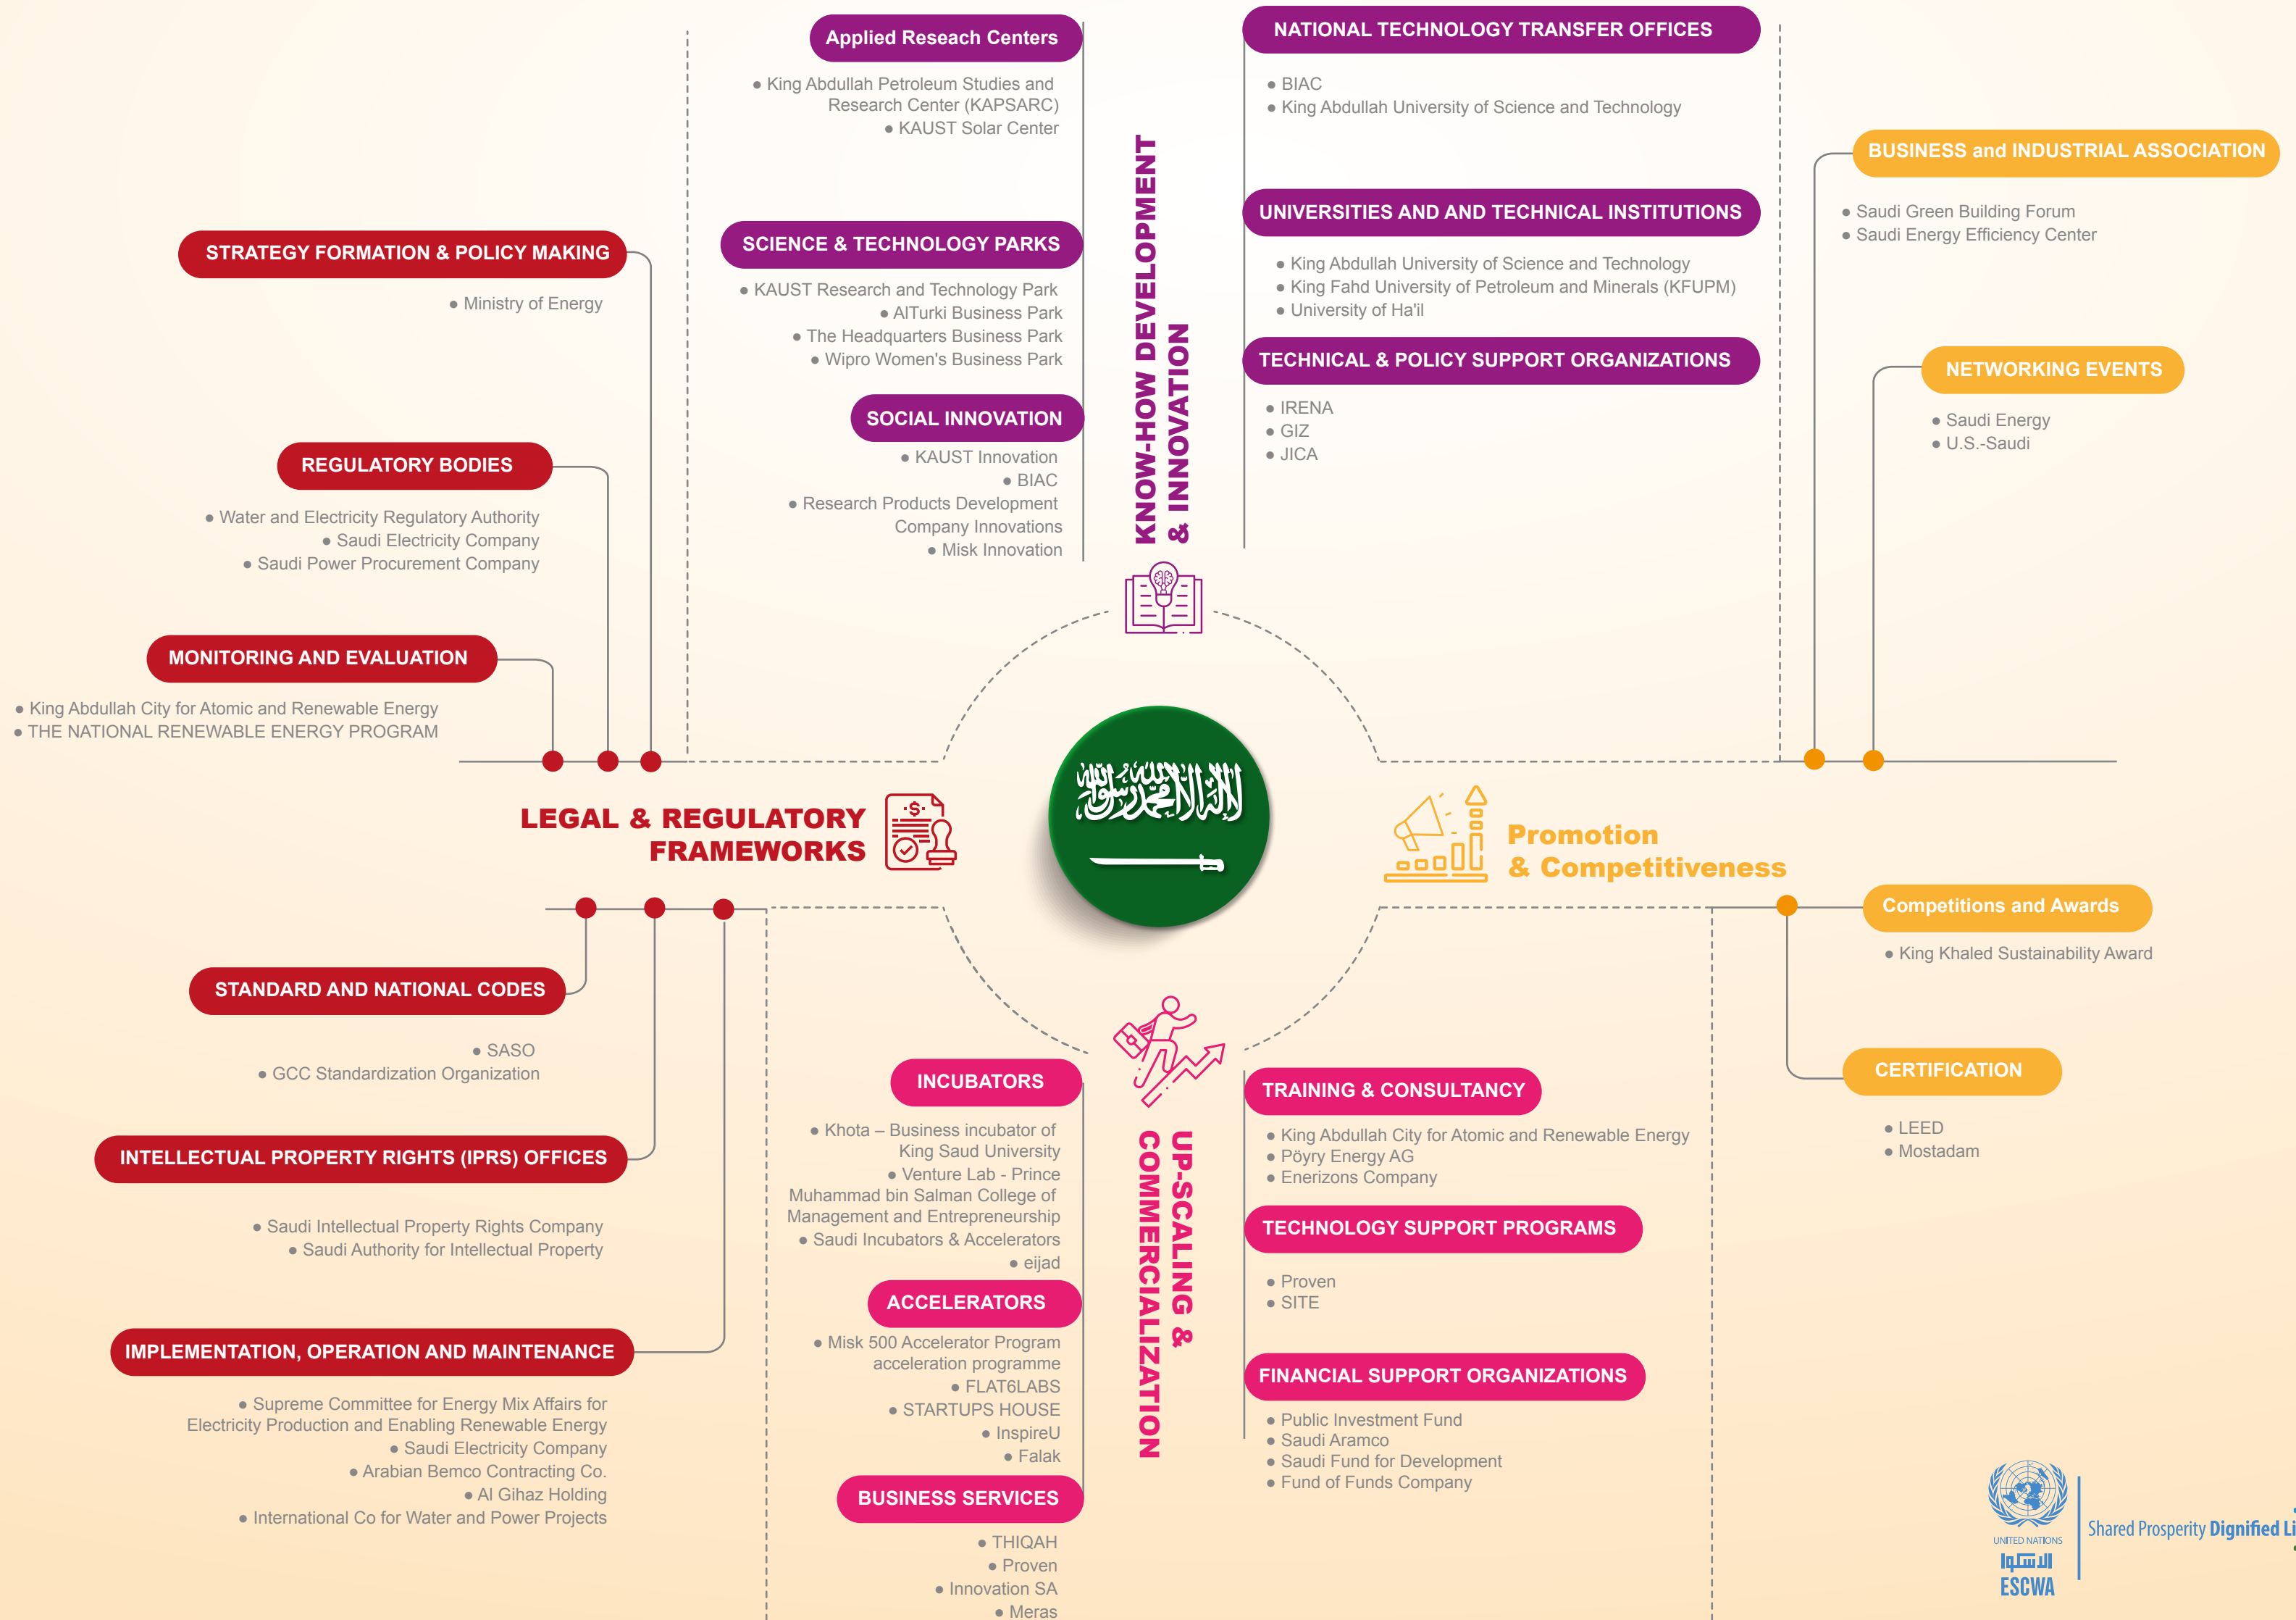 Applied Reseach Centers
● King Abdullah Petroleum Studies and
Research Center (KAPSARC)
● KAUST Solar Center
SCIENCE & TECHNOLOGY PARKS
● KAUST Research and Technology Park
● AlTurki Business Park
● The Headquarters Business Park
● Wipro Women's Business Park
SOCIAL INNOVATION
● KAUST Innovation
● BIAC
● Research Products Development
Company Innovations
● Misk Innovation
KNOW-HOW DEVELOPMENT
& INNOVATION
NATIONAL TECHNOLOGY TRANSFER OFFICES
● BIAC
● King Abdullah University of Science and Technology
UNIVERSITIES AND AND TECHNICAL INSTITUTIONS
● King Abdullah University of Science and Technology
● King Fahd University of Petroleum and Minerals (KFUPM)
● University of Ha'il
TECHNICAL & POLICY SUPPORT ORGANIZATIONS
● IRENA
● GIZ
● JICA
BUSINESS and INDUSTRIAL ASSOCIATION
● Saudi Green Building Forum
● Saudi Energy Efficiency Center
NETWORKING EVENTS
● Saudi Energy
● U.S.-Saudi
STRATEGY FORMATION & POLICY MAKING
● Ministry of Energy
REGULATORY BODIES
● Water and Electricity Regulatory Authority
● Saudi Electricity Company
● Saudi Power Procurement Company
MONITORING AND EVALUATION
● King Abdullah City for Atomic and Renewable Energy
● THE NATIONAL RENEWABLE ENERGY PROGRAM
LEGAL & REGULATORY
FRAMEWORKS
$
لا إله إلا الله محمد رسول الله
Promotion
& Competitiveness
STANDARD AND NATIONAL CODES
● SASO
● GCC Standardization Organization
INTELLECTUAL PROPERTY RIGHTS (IPRS) OFFICES
● Saudi Intellectual Property Rights Company
● Saudi Authority for Intellectual Property
IMPLEMENTATION, OPERATION AND MAINTENANCE
● Supreme Committee for Energy Mix Affairs for
Electricity Production and Enabling Renewable Energy
● Saudi Electricity Company
● Arabian Bemco Contracting Co.
● Al Gihaz Holding
● International Co for Water and Power Projects
INCUBATORS
● Khota – Business incubator of
King Saud University
● Venture Lab - Prince
Muhammad bin Salman College of
Management and Entrepreneurship
● Saudi Incubators & Accelerators
● eijad
ACCELERATORS
● Misk 500 Accelerator Program
acceleration programme
● FLAT6LABS
● STARTUPS HOUSE
● InspireU
● Falak
BUSINESS SERVICES
● THIQAH
● Proven
● Innovation SA
● Meras
UP-SCALING &
COMMERCIALIZATION
TRAINING & CONSULTANCY
● King Abdullah City for Atomic and Renewable Energy
● Pöyry Energy AG
● Enerizons Company
TECHNOLOGY SUPPORT PROGRAMS
● Proven
● SITE
FINANCIAL SUPPORT ORGANIZATIONS
● Public Investment Fund
● Saudi Aramco
● Saudi Fund for Development
● Fund of Funds Company
Competitions and Awards
● King Khaled Sustainability Award
CERTIFICATION
● LEED
● Mostadam
UNITED NATIONS
الاسكوا
ESCWA
Shared Prosperity Dignified Li